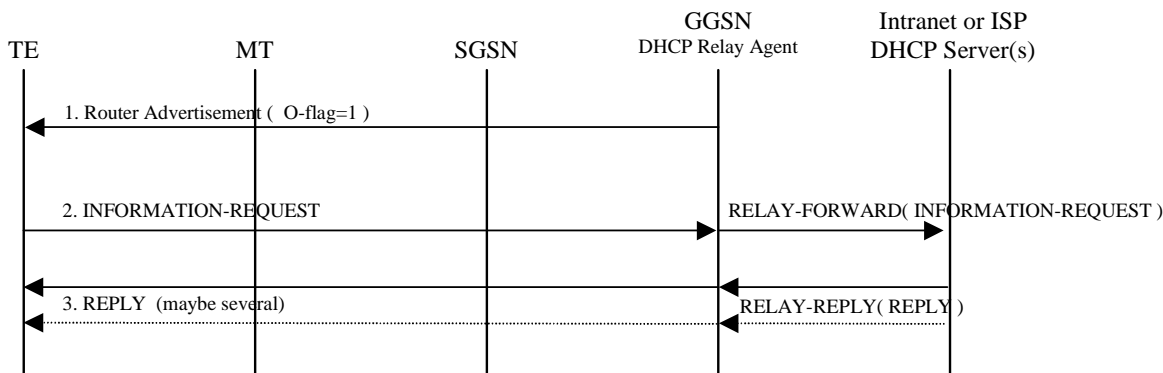 GGSN
Intranet or ISP
TE
MT
SGSN
DHCP Relay Agent
DHCP Server(s)
1. Router Advertisement ( O-flag=1 )
2. INFORMATION-REQUEST
RELAY-FORWARD( INFORMATION-REQUEST )
3. REPLY (maybe several)
RELAY-REPLY( REPLY )